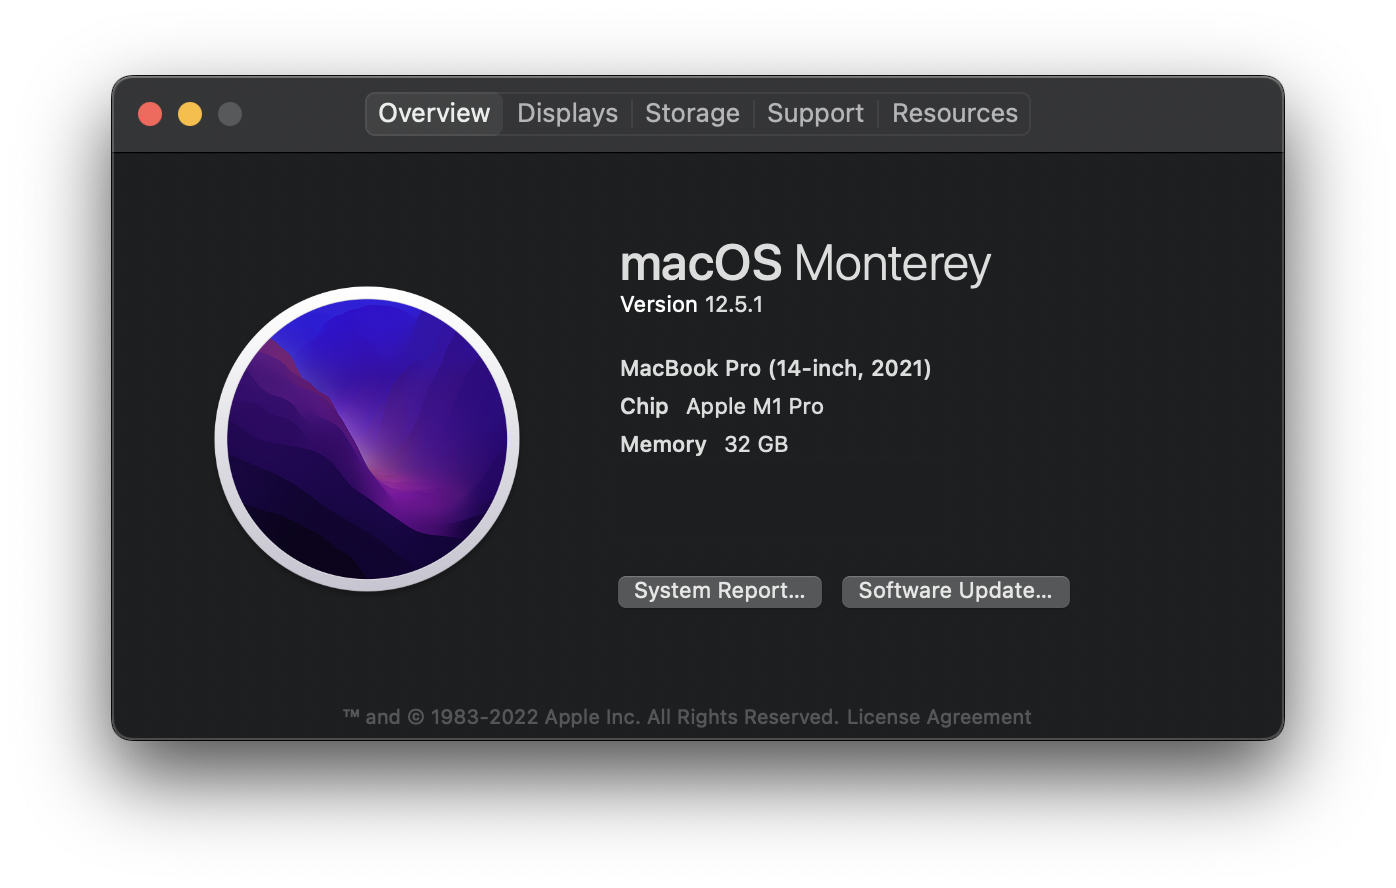 Overview Displays Storage Support Resources
macOS Monterey
Version 12.5.1
MacBook Pro (14-inch, 2021)
Chip Apple M1 Pro
Memory 32 GB
System Report... Software Update...
™ and © 1983-2022 Apple Inc. All Rights Reserved. License Agreement